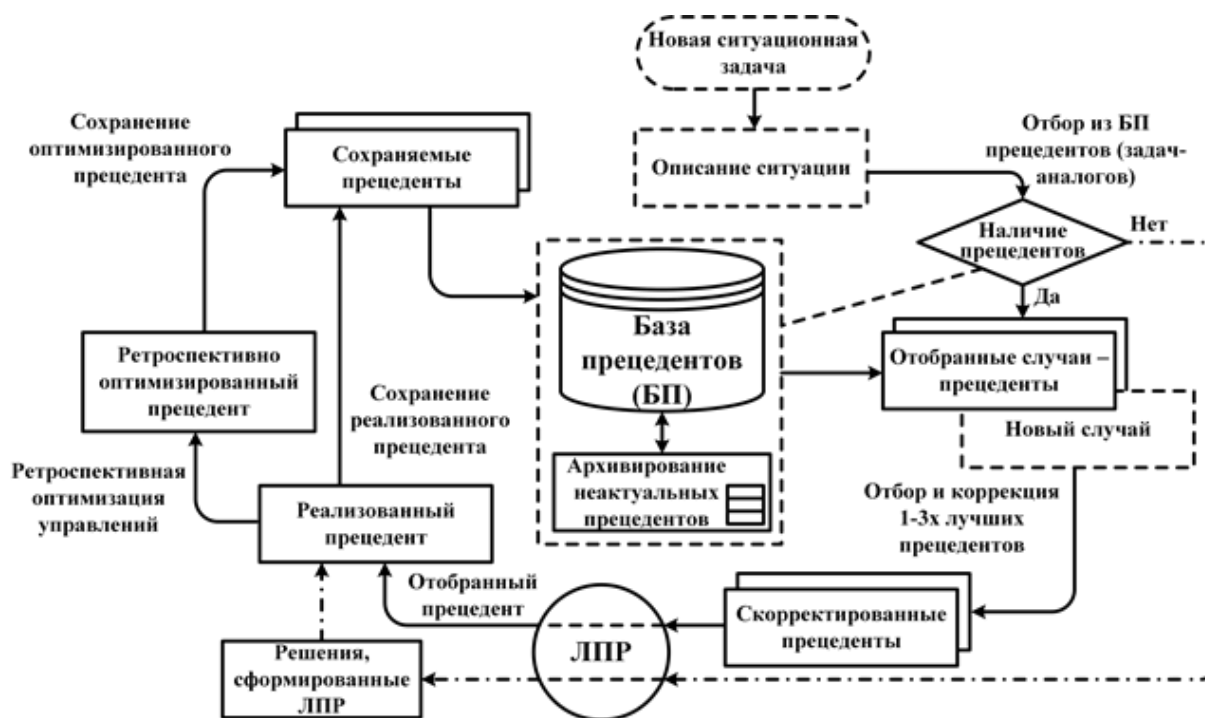 Новая ситуационная
задача
Описание ситуации
Отбор из БП
прецедентов (задач-
аналогов)
Наличие
прецедентов
Нет
Да
Сохранение
оптимизированного
прецедента
Сохраняемые
прецеденты
База
прецедентов
(БП)
Отобранные случаи –
прецеденты
Новый случай
Ретроспективно
оптимизированный
прецедент
Сохранение
реализованного
прецедента
Архивирование
неактуальных
прецедентов
Ретроспективная
оптимизация
управлений
Реализованный
прецедент
Отбор и коррекция
1-3х лучших
прецедентов
Отобранный
прецедент
Скорректированные
прецеденты
ЛПР
Решения,
сформированные
ЛПР